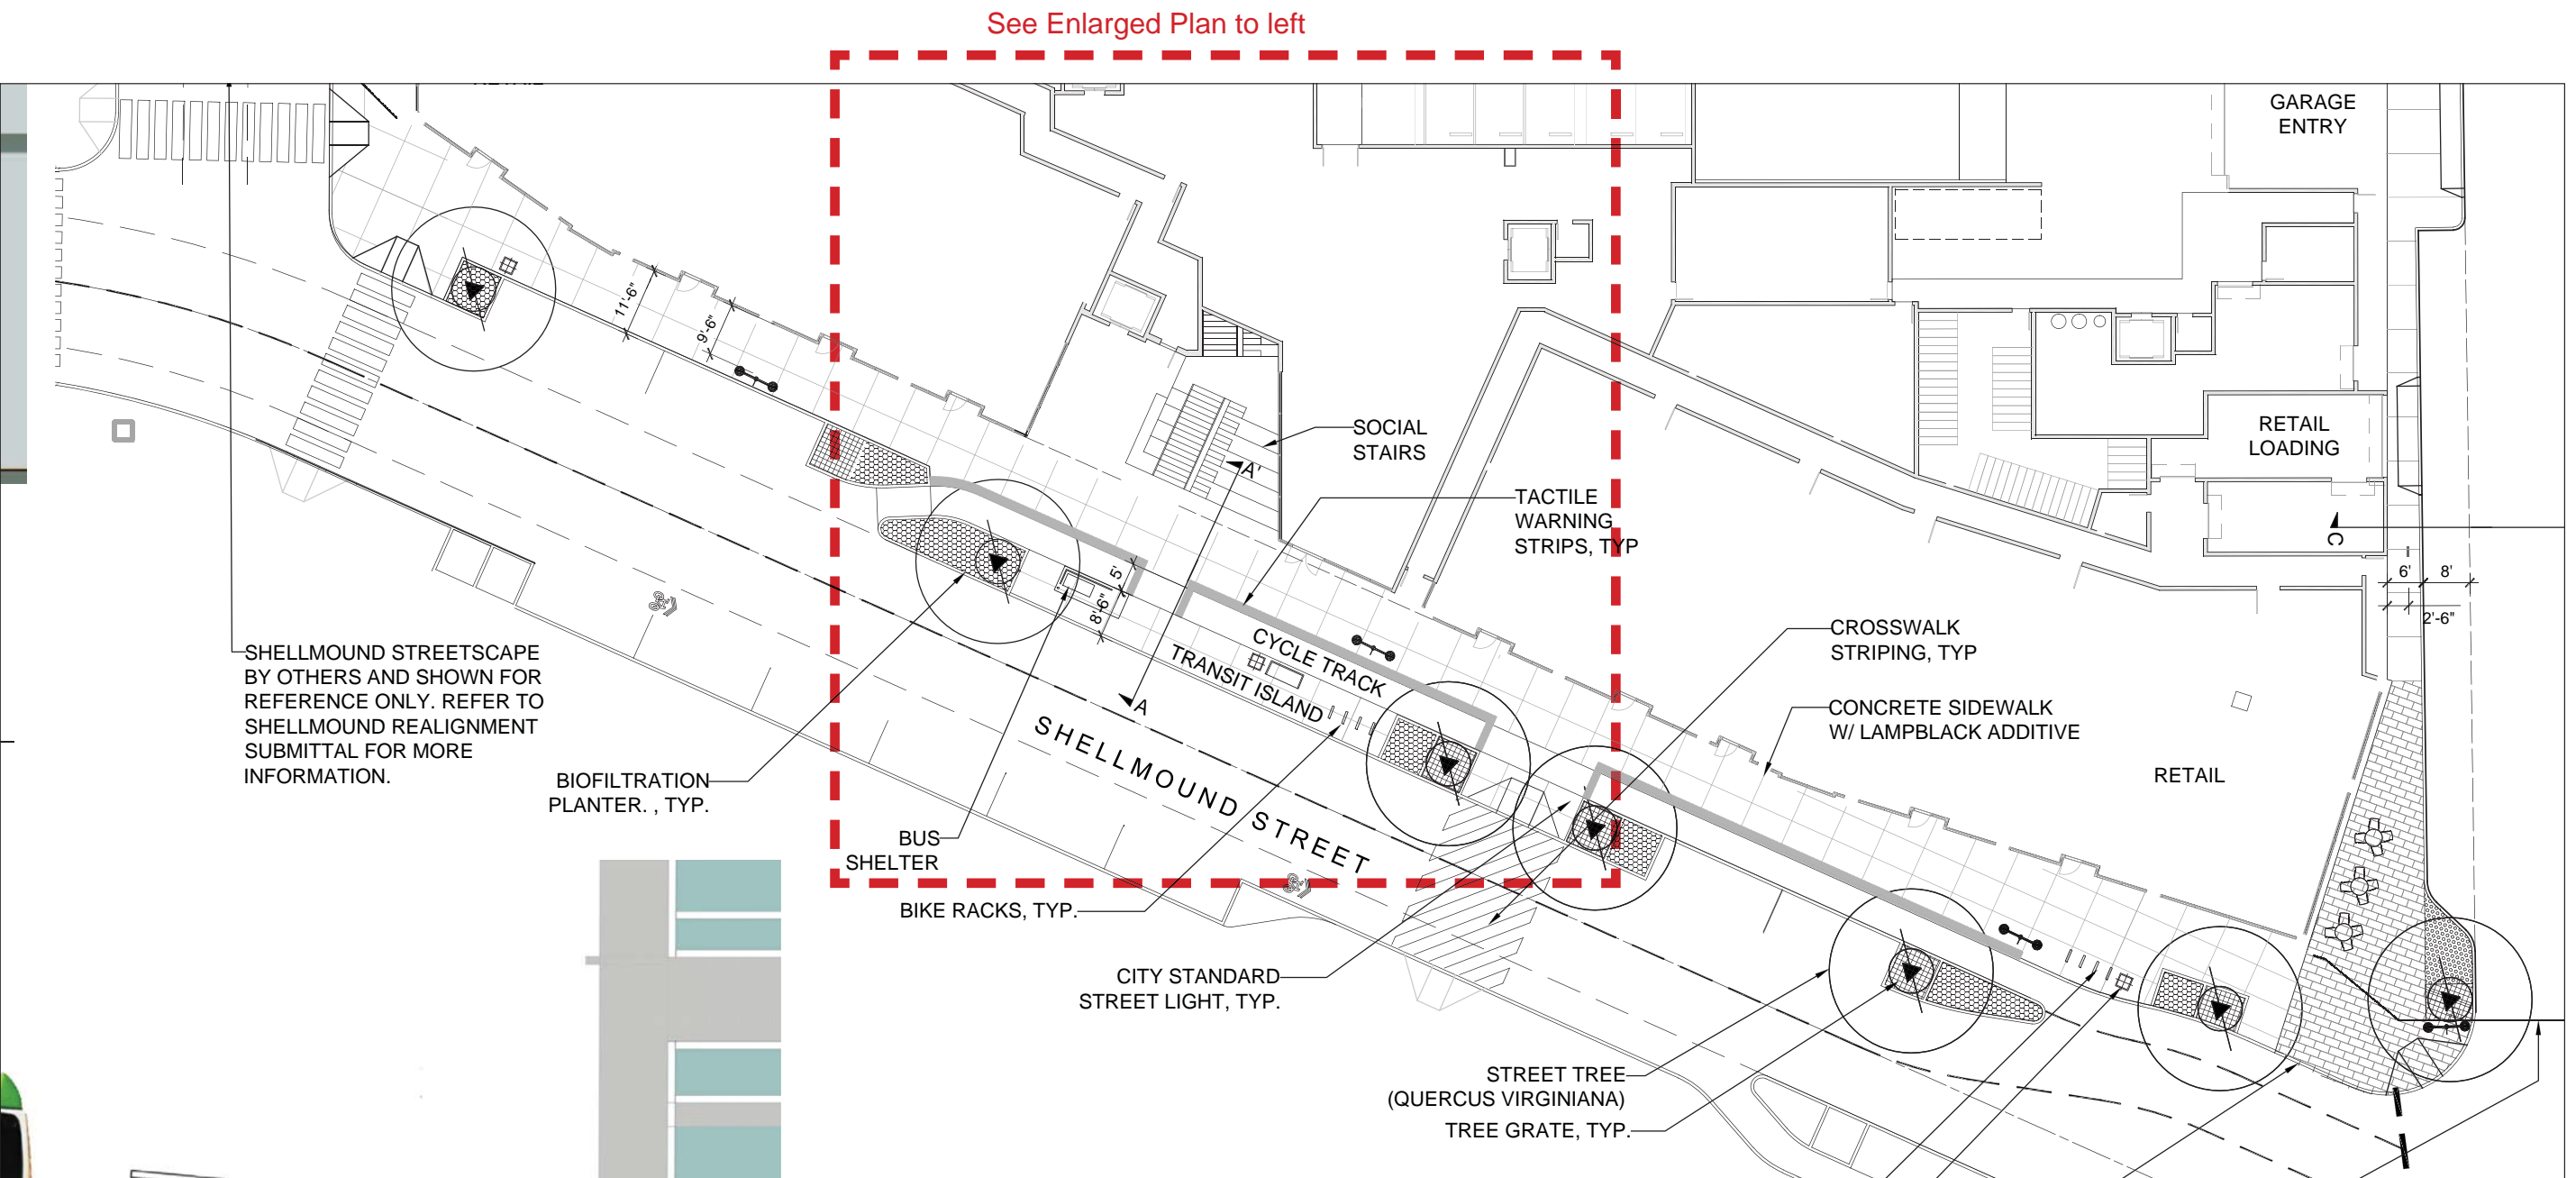 See Enlarged Plan to left
GARAGE
ENTRY
11'-6"
9'-6"
SOCIAL
STAIRS
A'
RETAIL
LOADING
TACTILE
WARNING
STRIPS, TYP
C
5'
8'-6"
6'
8'
2'-6"
CYCLE TRACK
TRANSIT ISLAND
A
SHELLMOUND STREET
CROSSWALK
STRIPING, TYP
CONCRETE SIDEWALK
W/ LAMPBLACK ADDITIVE
RETAIL
SHELLMOUND STREETSCAPE
BY OTHERS AND SHOWN FOR
REFERENCE ONLY. REFER TO
SHELLMOUND REALIGNMENT
SUBMITTAL FOR MORE
INFORMATION.
BIOFILTRATION
PLANTER. , TYP.
BUS
SHELTER
BIKE RACKS, TYP.
CITY STANDARD
STREET LIGHT, TYP.
STREET TREE
(QUERCUS VIRGINIANA)
TREE GRATE, TYP.